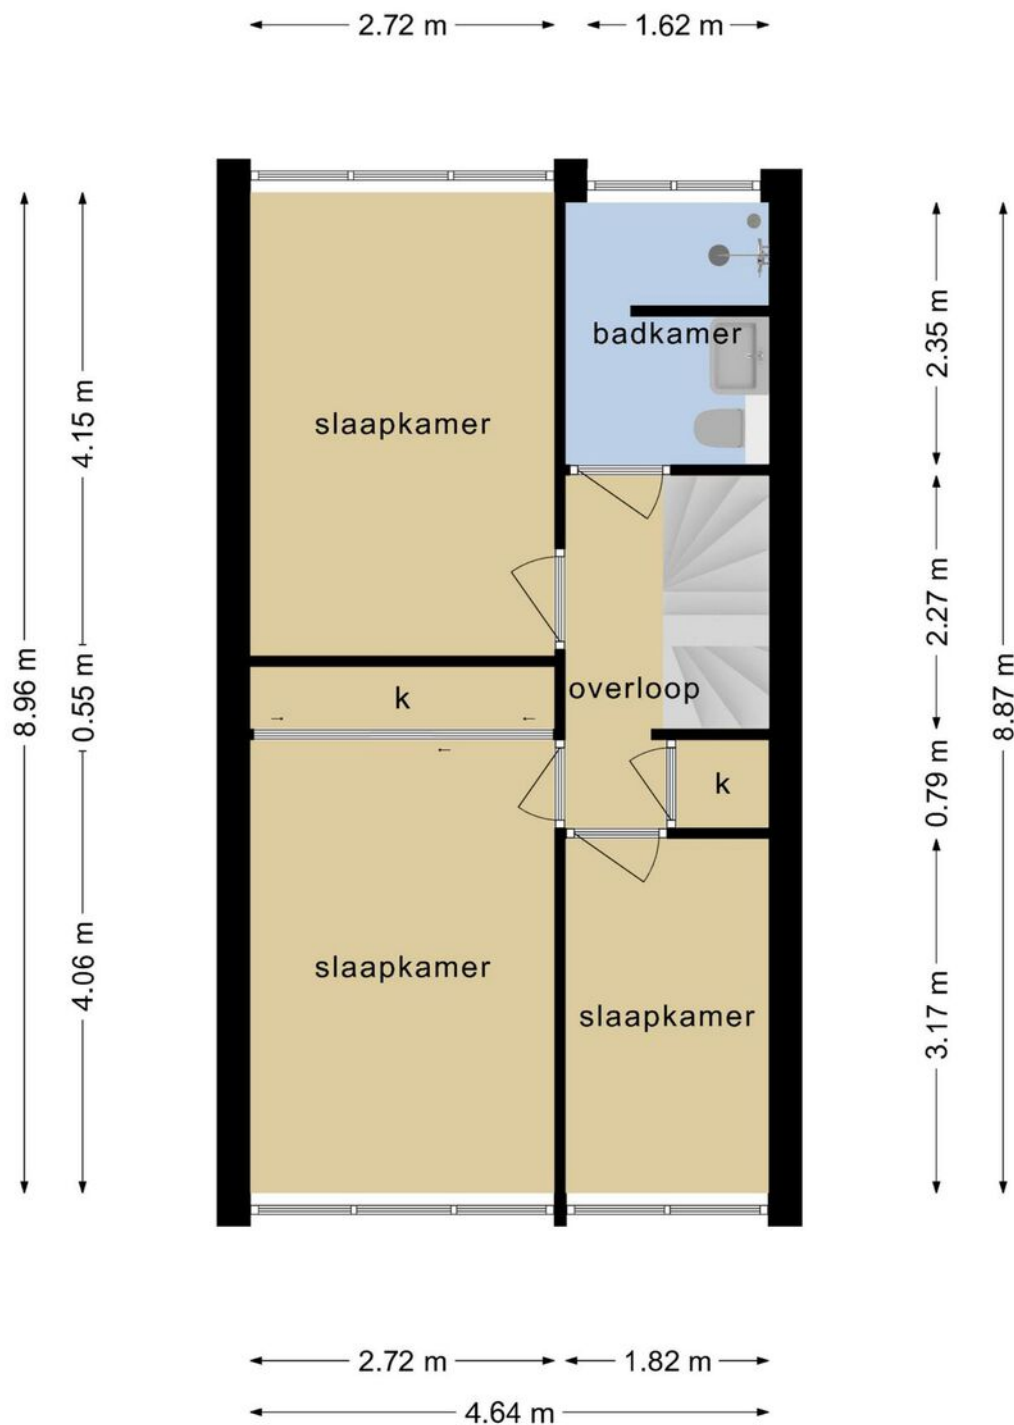 2.72 m
1.62 m
badkamer
slaapkamer
8.96 m
4.15 m
0.55 m
4.06 m
2.35 m
2.27 m
0.79 m
3.17 m
8.87 m
overloop
k
k
slaapkamer
slaapkamer
2.72 m
1.82 m
4.64 m